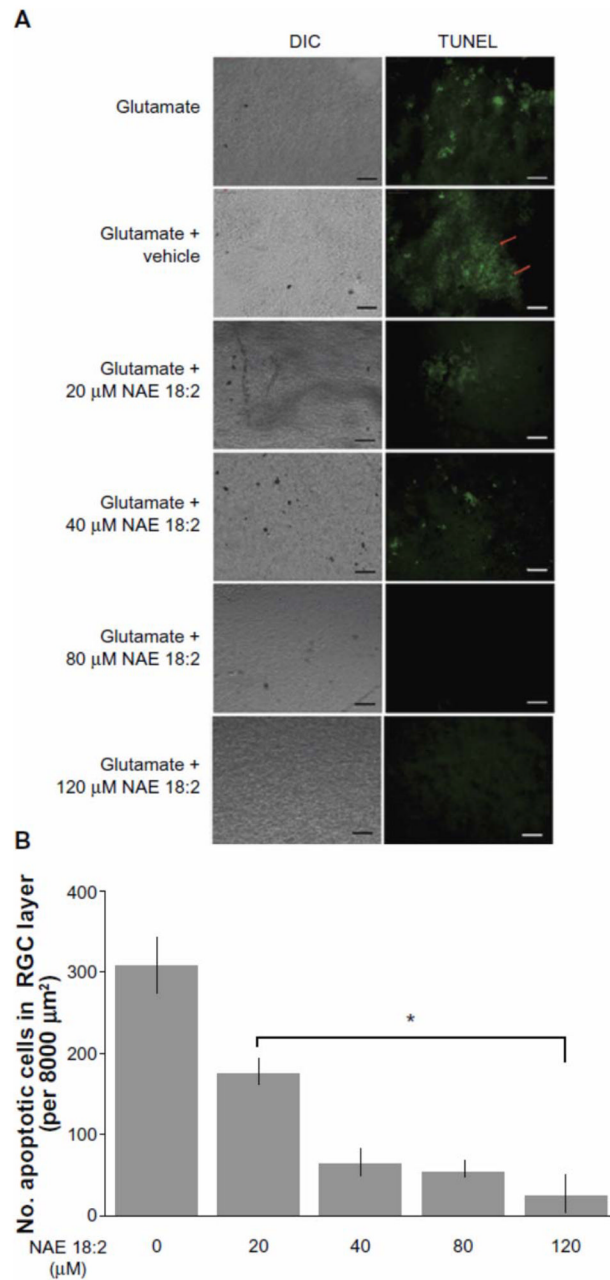 A
DIC TUNEL
Glutamate
Glutamate +
vehicle
Glutamate +
20 μM NAE 18:2
Glutamate +
40 μM NAE 18:2
Glutamate +
80 μM NAE 18:2
Glutamate +
120 μM NAE 18:2
B
No. apoptotic cells in RGC layer
(per 8000 μm²)
400
300
200
100
0
*
NAE 18:2 0 20 40 80 120
(μM)